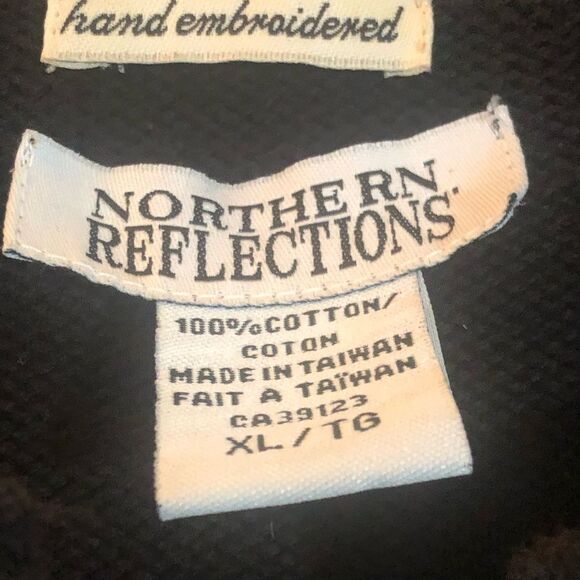 hand embroidered
NORTHERN
REFLECTIONS
100%COTTON/
COTON
MADE IN TAIWAN
FAIT A TAÏWAN
CA39123
XL/TG